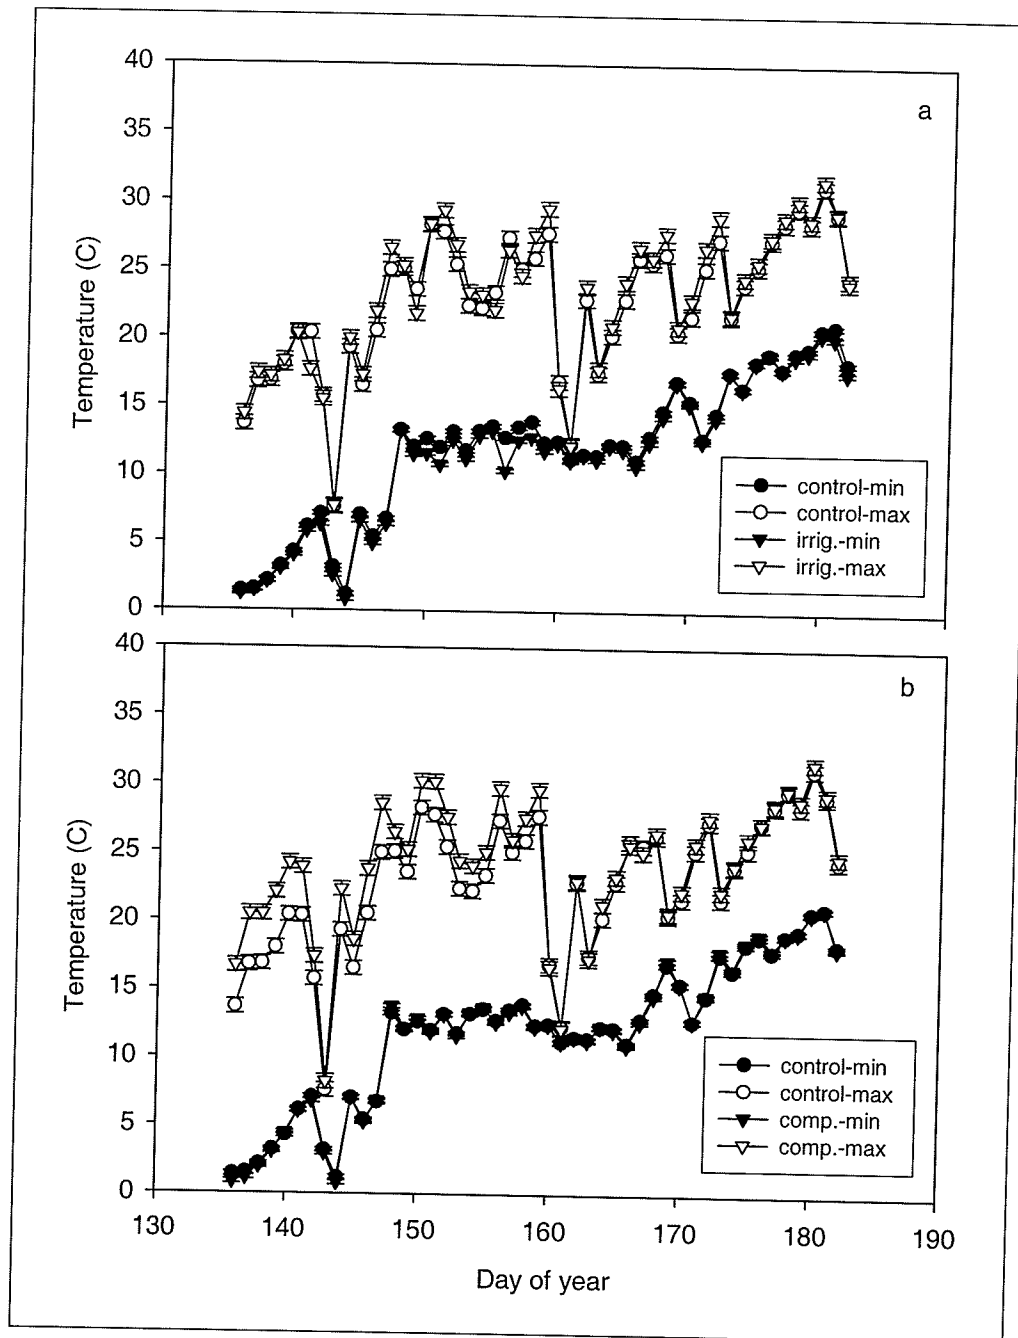 40
a
35
30
25
20
15
10
5
0
Temperature (C)
control-min
control-max
irrig.-min
irrig.-max
40
b
35
30
25
20
15
10
5
0
Temperature (C)
control-min
control-max
comp.-min
comp.-max
130 140 150 160 170 180 190
Day of year